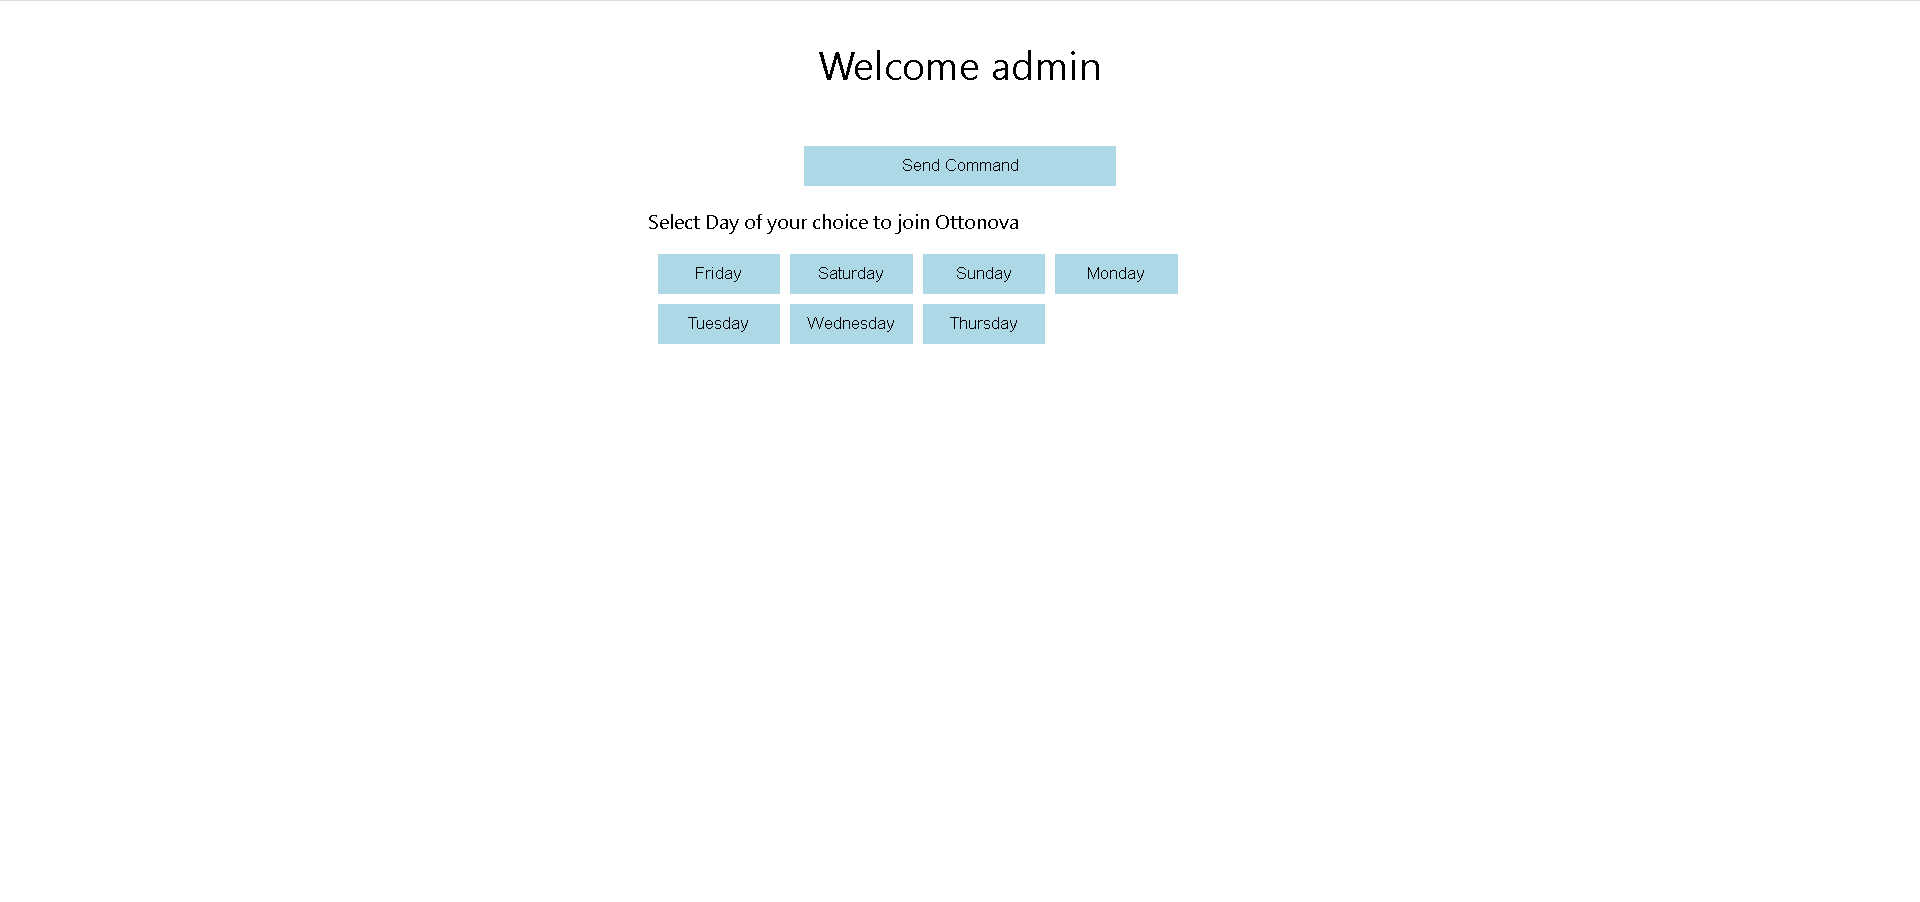 Welcome admin
Send Command
Select Day of your choice to join Ottonova
Friday Saturday Sunday Monday
Tuesday Wednesday Thursday